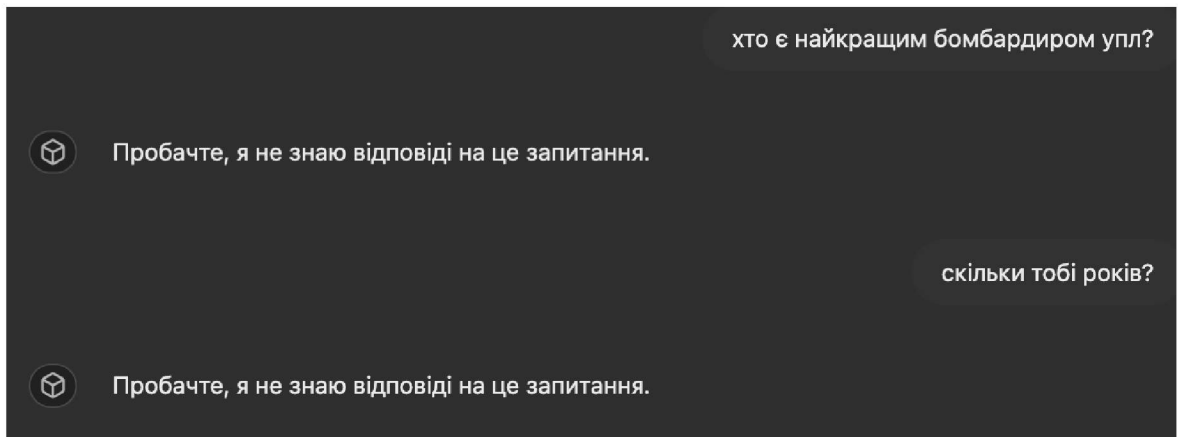 хто є найкращим бомбардиром упл?
Пробачте, я не знаю відповіді на це запитання.
скільки тобі років?
Пробачте, я не знаю відповіді на це запитання.